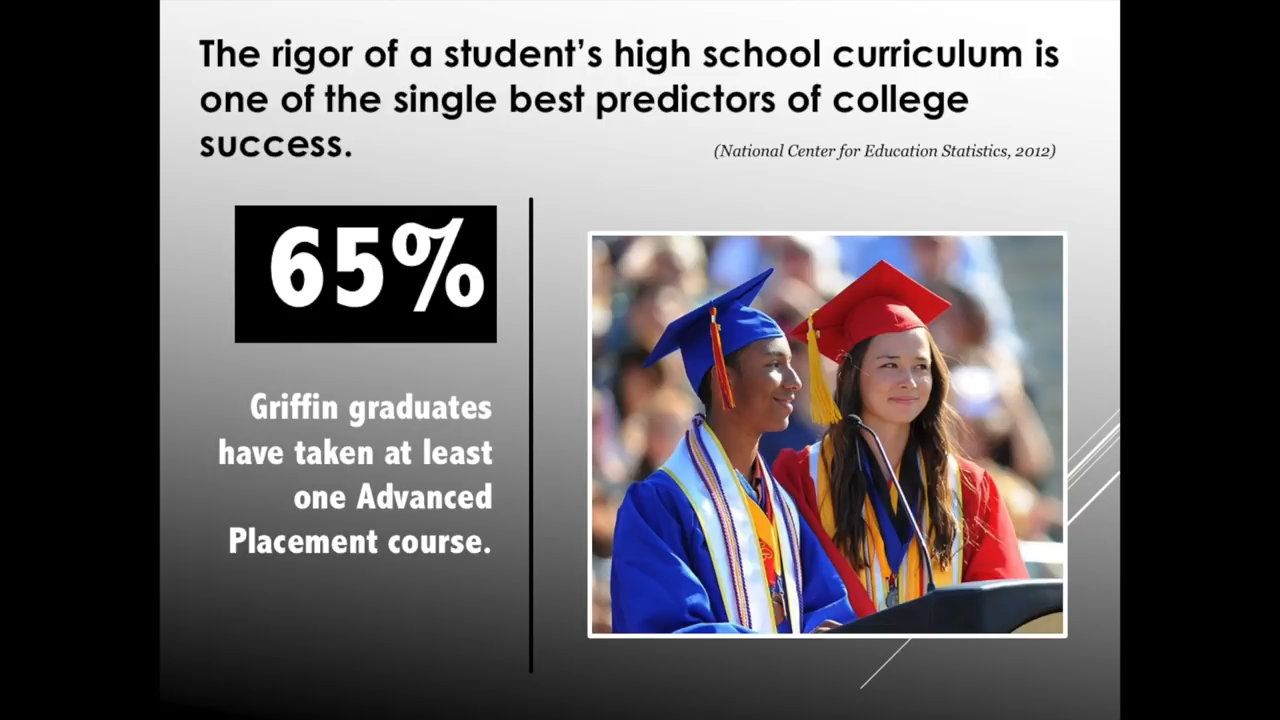 The rigor of a student’s high school curriculum is
one of the single best predictors of college
success.
(National Center for Education Statistics, 2012)
65%
Griffin graduates
have taken at least
one Advanced
Placement course.